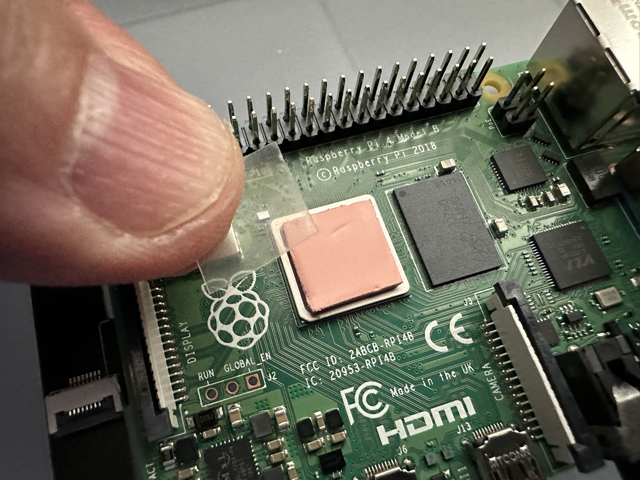 Raspberry Pi 4 Model B
© Raspberry Pi 2018
DISPLAY
RUN GLOBAL_EN
J2
FCC ID: 2ABCB-RPI4B
IC: 20953-RPI4B
CE
FC
Made in the UK
HDMI
J3
CAMERA
VLI
J13
J6